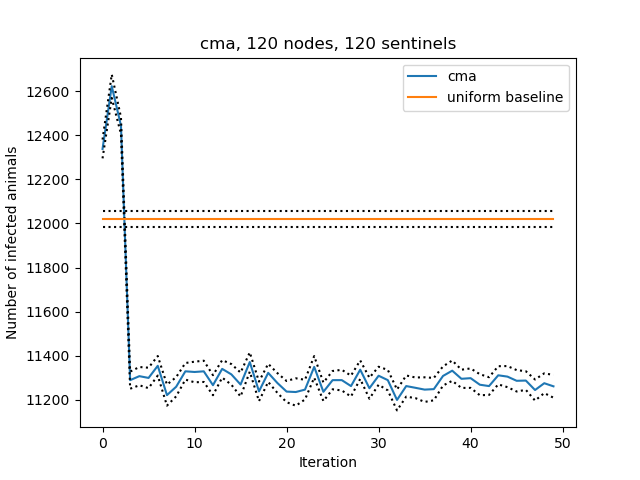 cma, 120 nodes, 120 sentinels
cma
uniform baseline
Number of infected animals
12600
12400
12200
12000
11800
11600
11400
11200
0 10 20 30 40 50
Iteration